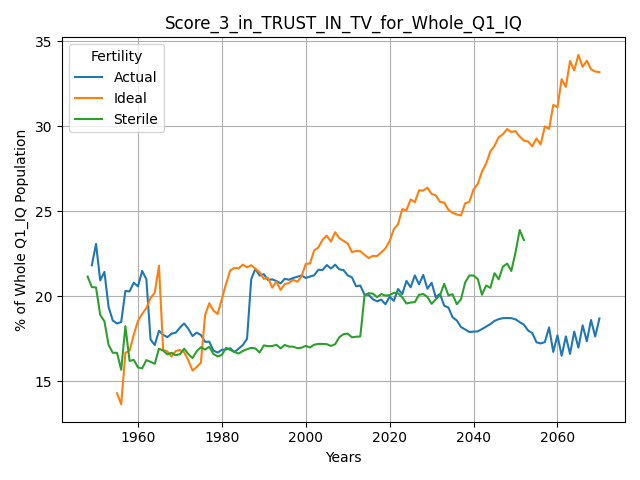 Score_3_in_TRUST_IN_TV_for_Whole_Q1_IQ
35
30
25
20
15
% of Whole Q1_IQ Population
Fertility
Actual
Ideal
Sterile
1960
1980
2000
2020
2040
2060
Years